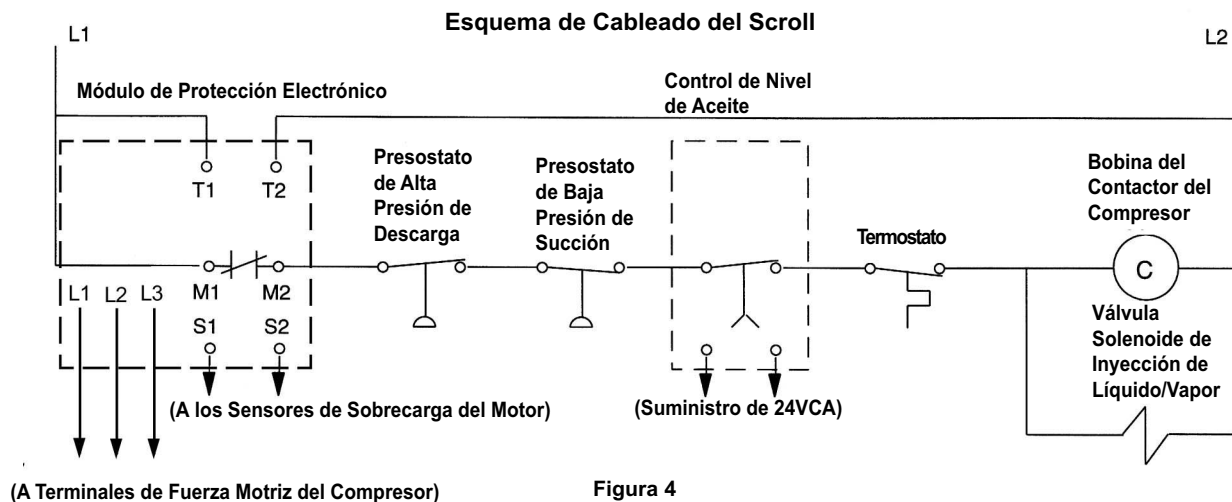 Esquema de Cableado del Scroll
L1
L2
Módulo de Protección Electrónico
Control de Nivel
de Aceite
T1
T2
Presostato
de Alta
Presión de
Descarga
Presostato
de Baja
Presión de
Succión
Termostato
Bobina del
Contactor del
Compresor
C
L1
L2
L3
M1
M2
S1
S2
Válvula
Solenoide de
Inyección de
Líquido/Vapor
(A los Sensores de Sobrecarga del Motor)
(Suministro de 24VCA)
(A Terminales de Fuerza Motriz del Compresor)
Figura 4